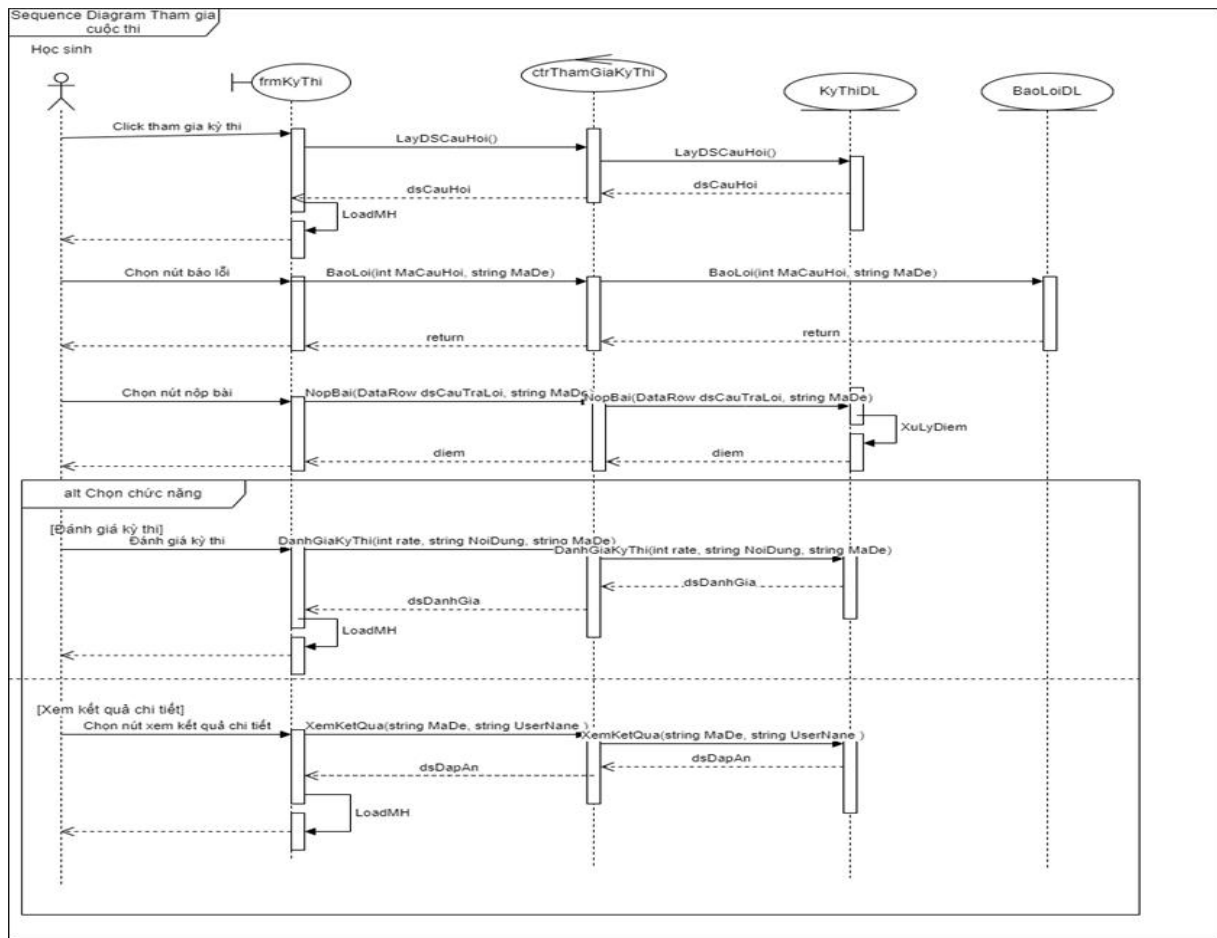 Sequence Diagram Tham gia
cuộc thi
Học sinh
frmKyThi
ctrThamGiaKyThi
KyThiDL
BaoLoiDL
Click tham gia kỳ thi
LayDSCauHoi()
LayDSCauHoi()
dsCauHoi
dsCauHoi
LoadMH
Chọn nút báo lỗi
BaoLoi(int MaCauHoi, string MaDe)
BaoLoi(int MaCauHoi, string MaDe)
return
return
Chọn nút nộp bài
NopBai(DataRow dsCauTraLoi, string MaDe)
NopBai(DataRow dsCauTraLoi, string MaDe)
XuLyDiem
diem
diem
alt Chọn chức năng
[Đánh giá kỳ thi]
Đánh giá kỳ thi
DanhGiaKyThi(int rate, string NoiDung, string MaDe)
DanhGiaKyThi(int rate, string NoiDung, string MaDe)
dsDanhGia
dsDanhGia
LoadMH
[Xem kết quả chi tiết]
Chọn nút xem kết quả chi tiết
XemKetQua(string MaDe, string UserNane )
XemKetQua(string MaDe, string UserNane )
dsDapAn
dsDapAn
LoadMH